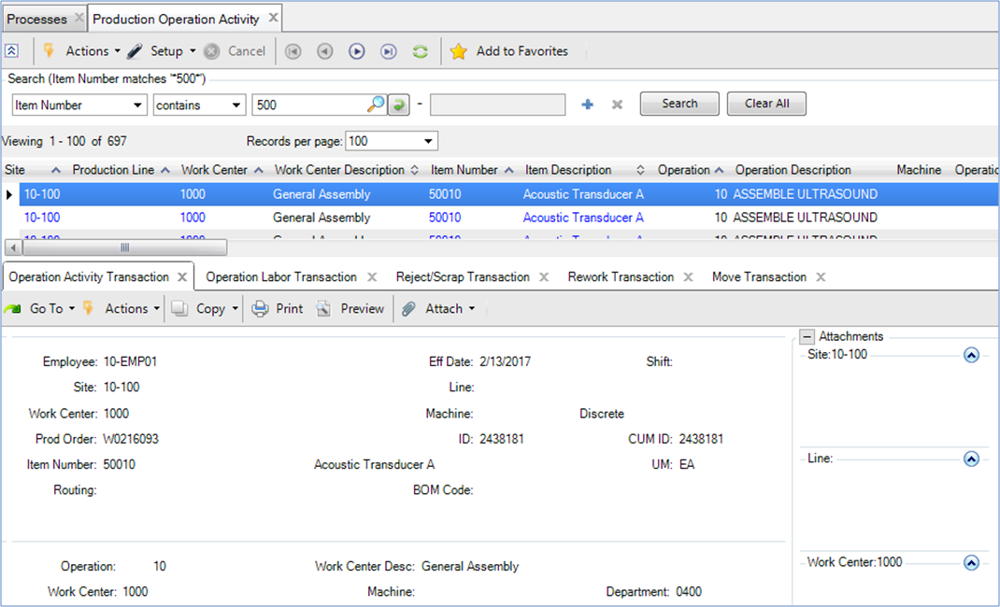 Processes Production Operation Activity
Actions Setup Cancel Add to Favorites
Search (Item Number matches '*500*')
Item Number contains 500 - Search Clear All
Viewing 1 - 100 of 697 Records per page: 100
Site Production Line Work Center Work Center Description Item Number Item Description Operation Operation Description Machine Operatio
10-100 1000 General Assembly 50010 Acoustic Transducer A 10 ASSEMBLE ULTRASOUND
10-100 1000 General Assembly 50010 Acoustic Transducer A 10 ASSEMBLE ULTRASOUND
Operation Activity Transaction Operation Labor Transaction Reject/Scrap Transaction Rework Transaction Move Transaction
Go To Actions Copy Print Preview Attach
Attachments
Employee: 10-EMP01 Eff Date: 2/13/2017 Shift: Site:10-100
Site: 10-100 Line:
Work Center: 1000 Machine: Discrete
Prod Order: W0216093 ID: 2438181 CUM ID: 2438181
Item Number: 50010 Acoustic Transducer A UM: EA Line:
Routing: BOM Code:
Operation: 10 Work Center Desc: General Assembly Work Center:1000
Work Center: 1000 Machine: Department: 0400